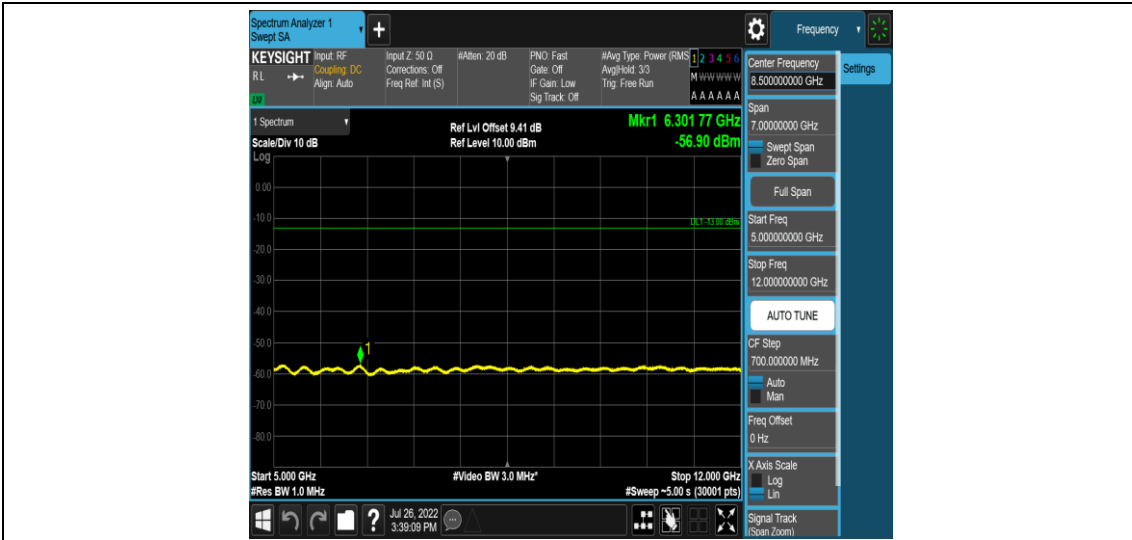 Spectrum Analyzer 1
Swept SA
+
Frequency
KEYSIGHT
RL
LXI
Input: RF
Coupling: DC
Align: Auto
Input Z: 50 Ω
Corrections: Off
Freq Ref: Int (S)
#Atten: 20 dB
PNO: Fast
Gate: Off
IF Gain: Low
Sig Track: Off
#Avg Type: Power (RMS
Avg|Hold: 3/3
Trig: Free Run
1 2 3 4 5 6
M W W W W W
A A A A A A
1 Spectrum
Scale/Div 10 dB
Log
Ref Lvl Offset 9.41 dB
Ref Level 10.00 dBm
Mkr1 6.301 77 GHz
-56.90 dBm
0.00
-10.0
DL1 -13.00 dBm
-20.0
-30.0
-40.0
-50.0
1
-60.0
-70.0
-80.0
Start 5.000 GHz
#Video BW 3.0 MHz*
Stop 12.000 GHz
#Res BW 1.0 MHz
#Sweep ~5.00 s (30001 pts)
?
Jul 26, 2022
3:39:09 PM
Center Frequency
8.500000000 GHz
Settings
Span
7.00000000 GHz
Swept Span
Zero Span
Full Span
Start Freq
5.000000000 GHz
Stop Freq
12.000000000 GHz
AUTO TUNE
CF Step
700.000000 MHz
Auto
Man
Freq Offset
0 Hz
X Axis Scale
Log
Lin
Signal Track
(Span Zoom)